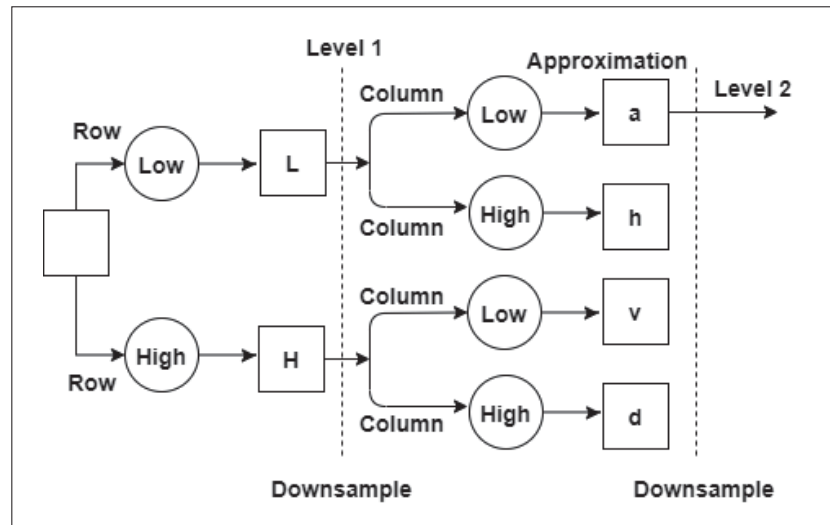 Level 1
Approximation
Level 2
Column
Low
a
Row
Low
L
Column
High
h
Column
Low
v
Row
High
H
Column
High
d
Downsample
Downsample